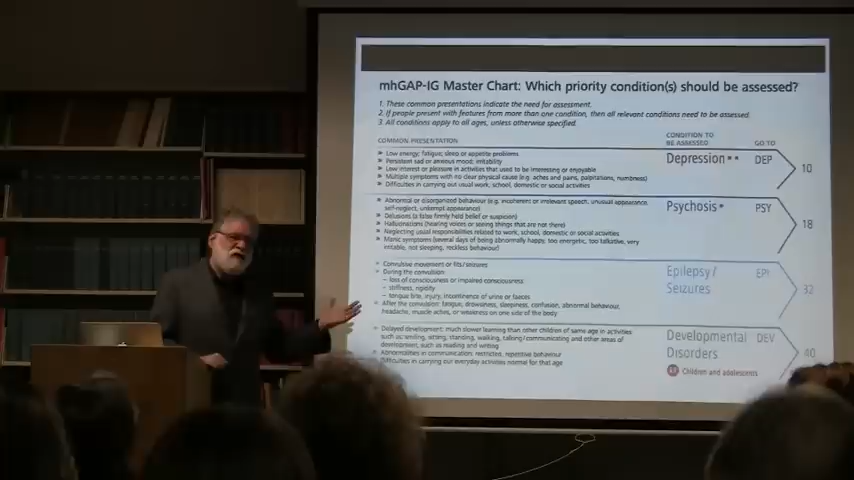 mhGAP-IG Master Chart: Which priority condition(s) should be assessed?
1. These common presentations indicate the need for assessment.
2. If people present with features from more than one condition, then all relevant conditions need to be assessed.
3. All conditions apply to all ages, unless otherwise specified.
COMMON PRESENTATION
CONDITION TO BE ASSESSED
GO TO
Low energy; fatigue; sleep or appetite problems
Persistent sad or anxious mood; irritability
Low interest or pleasure in activities that used to be interesting or enjoyable
Multiple symptoms with no clear physical cause (e.g. aches and pains, palpitations, numbness)
Difficulties in carrying out usual work, school, domestic or social activities
Depression
DEP
10
Abnormal or disorganized behaviour (e.g. incoherent or irrelevant speech, unusual appearance,
self-neglect, unkempt appearance)
Delusions (a false firmly held belief or suspicion)
Hallucinations (hearing voices or seeing things that are not there)
Neglecting usual responsibilities related to work, school, domestic or social activities
Manic symptoms (several days of being abnormally happy, too energetic, too talkative, very
irritable, not sleeping, reckless behaviour)
Psychosis*
PSY
18
Convulsive movement or fits/seizures
During the convulsion:
– loss of consciousness or impaired consciousness
– stiffness, rigidity
– tongue bite, injury, incontinence of urine or faeces
After the convulsion: fatigue, drowsiness, sleepiness, confusion, abnormal behaviour,
headache, muscle aches, or weakness on one side of the body
Epilepsy/
Seizures
EPI
32
Delayed development: much slower learning than other children of same age in activities
such as: smiling, sitting, standing, walking, talking/communicating and other areas of
development, such as reading and writing
Abnormalities in communication; restricted, repetitive behaviour
Difficulties in carrying out everyday activities normal for that age
Developmental
Disorders
DEV
40
Children and adolescents